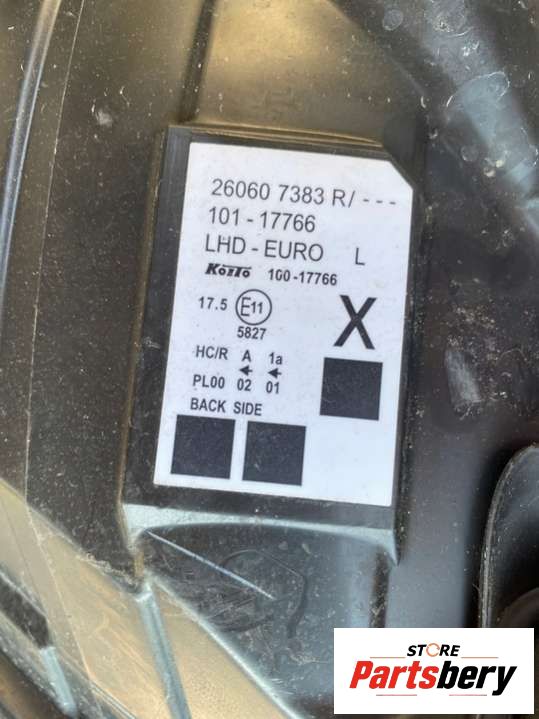 26060 7383 R/ - - -
101 - 17766
LHD - EURO L
KoıTo 100 -17766
17.5 E11
5827
X
HC/R A 1a
PL00 02 01
BACK SIDE
STORE
Partsbery